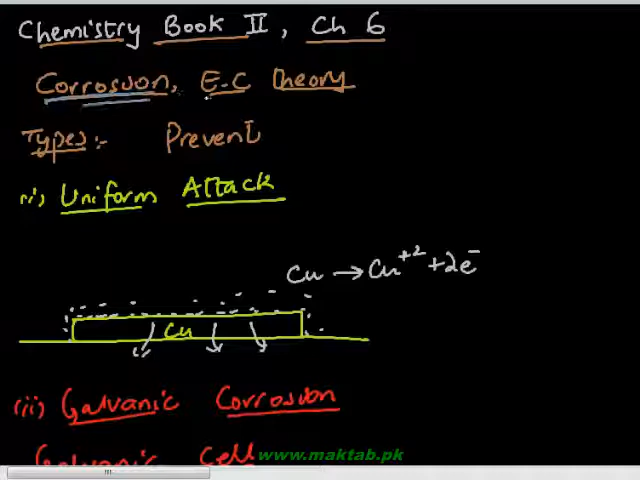 Chemistry Book II, Ch 6
Corrosion, E.C Theory
Types:- Prevent
(i) Uniform Attack
Cu → Cu+2 + 2e-
Cu
(ii) Galvanic Corrosion
Galvanic Cell
www.maktab.pk